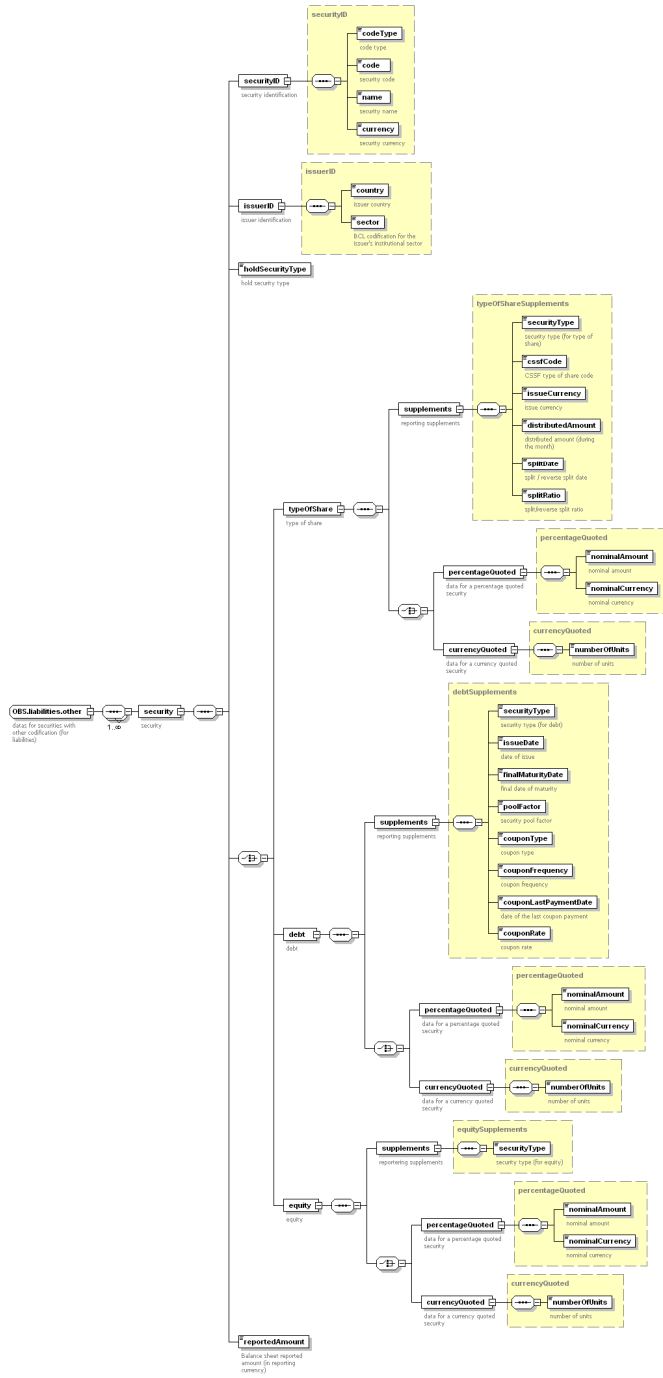 securityID
codeType
code type
code
security code
name
security name
currency
security currency
securityID
security identification
issuerID
country
issuer country
sector
BCL codification for the
issuer's institutional sector
issuerID
issuer identification
holdSecurityType
hold security type
typeOfShareSupplements
securityType
security type (for type of
share)
cssfCode
CSSF type of share code
issueCurrency
issue currency
distributedAmount
distributed amount (during
the month)
splitDate
split / reverse split date
splitRatio
split/reverse split ratio
supplements
reporting supplements
typeOfShare
type of share
percentageQuoted
nominalAmount
nominal amount
nominalCurrency
nominal currency
percentageQuoted
data for a percentage quoted
security
currencyQuoted
numberOfUnits
number of units
currencyQuoted
data for a currency quoted
security
OBS.liabilities.other
datas for securities with
other codification (for
liabilities)
1..∞
security
security
debtSupplements
securityType
security type (for debt)
issueDate
date of issue
finalMaturityDate
final date of maturity
poolFactor
security pool factor
couponType
coupon type
couponFrequency
coupon frequency
couponLastPaymentDate
date of the last coupon payment
couponRate
coupon rate
supplements
reporting supplements
debt
debt
percentageQuoted
nominalAmount
nominal amount
nominalCurrency
nominal currency
percentageQuoted
data for a percentage quoted
security
currencyQuoted
numberOfUnits
number of units
currencyQuoted
data for a currency quoted
security
equitySupplements
securityType
security type (for equity)
supplements
reportering supplements
equity
equity
percentageQuoted
nominalAmount
nominal amount
nominalCurrency
nominal currency
percentageQuoted
data for a percentage quoted
security
currencyQuoted
numberOfUnits
number of units
currencyQuoted
data for a currency quoted
security
reportedAmount
Balance sheet reported
amount (in reporting
currency)